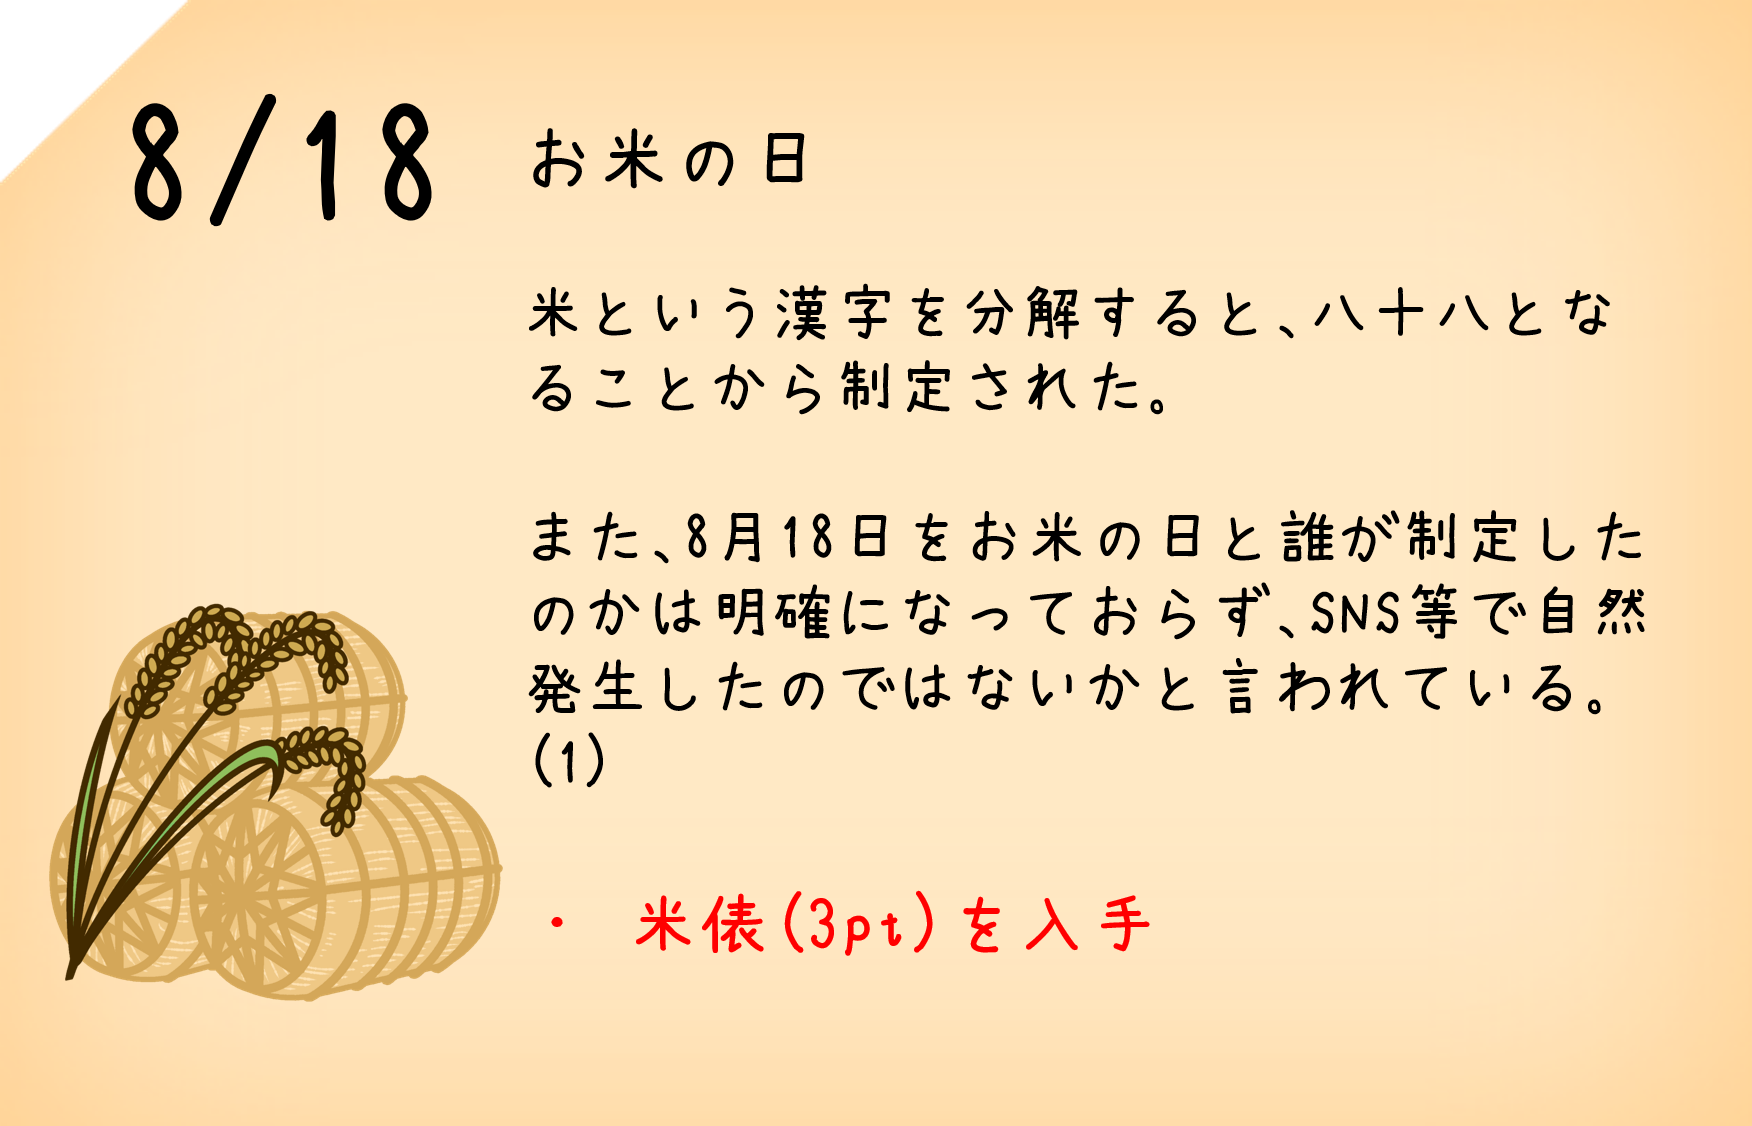 8/18
お米の日
米という漢字を分解すると、八十八とな
ることから制定された。
また、8月18日をお米の日と誰が制定した
のかは明確になっておらず、SNS等で自然
発生したのではないかと言われている。
(1)
・ 米俵(3pt)を入手